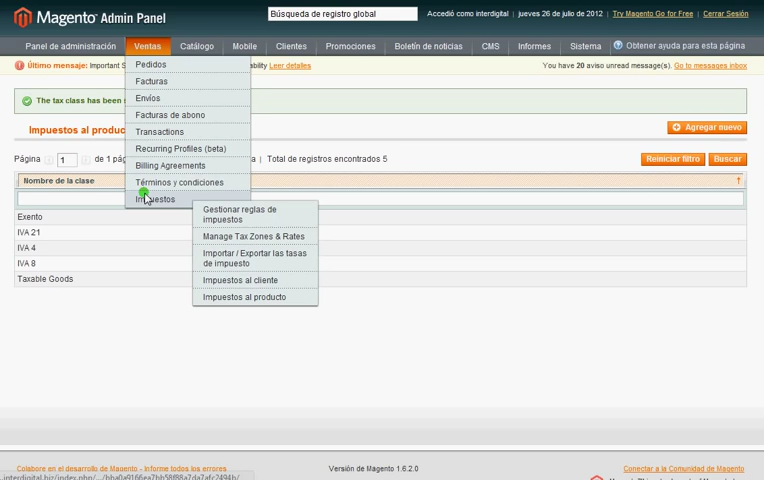 Magento Admin Panel
Búsqueda de registro global
Accedió como interdigital | jueves 26 de julio de 2012 | Try Magento Go for Free | Cerrar Sesión
Panel de administración Ventas Catálogo Mobile Clientes Promociones Boletín de noticias CMS Informes Sistema Obtener ayuda para esta página
Último mensaje: Important S
bility Leer detalles
You have 20 aviso unread message(s). Go to messages inbox
Pedidos
Facturas
Envíos
Facturas de abono
Transactions
Recurring Profiles (beta)
Billing Agreements
Términos y condiciones
Impuestos
Gestionar reglas de
impuestos
Manage Tax Zones & Rates
Importar / Exportar las tasas
de impuesto
Impuestos al cliente
Impuestos al producto
The tax class has been
Impuestos al produc
Agregar nuevo
Página 1 de 1 pág
a | Total de registros encontrados 5
Reiniciar filtro Buscar
Nombre de la clase
Exento
IVA 21
IVA 4
IVA 8
Taxable Goods
Colabore en el desarrollo de Magento - Informe todos los errores
Versión de Magento 1.6.2.0
Conectar a la Comunidad de Magento